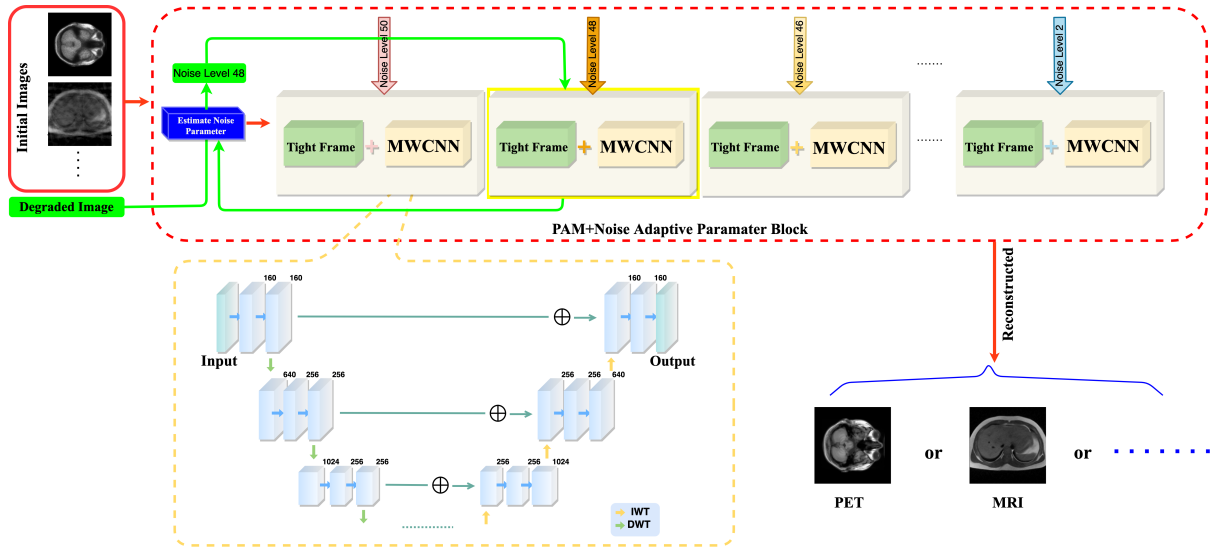 Initial Images
Degraded Image
Noise Level 48
Estimate Noise
Parameter
Noise Level 50
Noise Level 48
Noise Level 46
Noise Level 2
.......
Tight Frame + MWCNN
Tight Frame + MWCNN
Tight Frame + MWCNN
.......
Tight Frame + MWCNN
PAM+Noise Adaptive Paramater Block
Reconstructed
160 160
160 160
Input
Output
640 256 256
256 256 640
1024 256 256
256 256 1024
IWT
DWT
PET
or
MRI
or